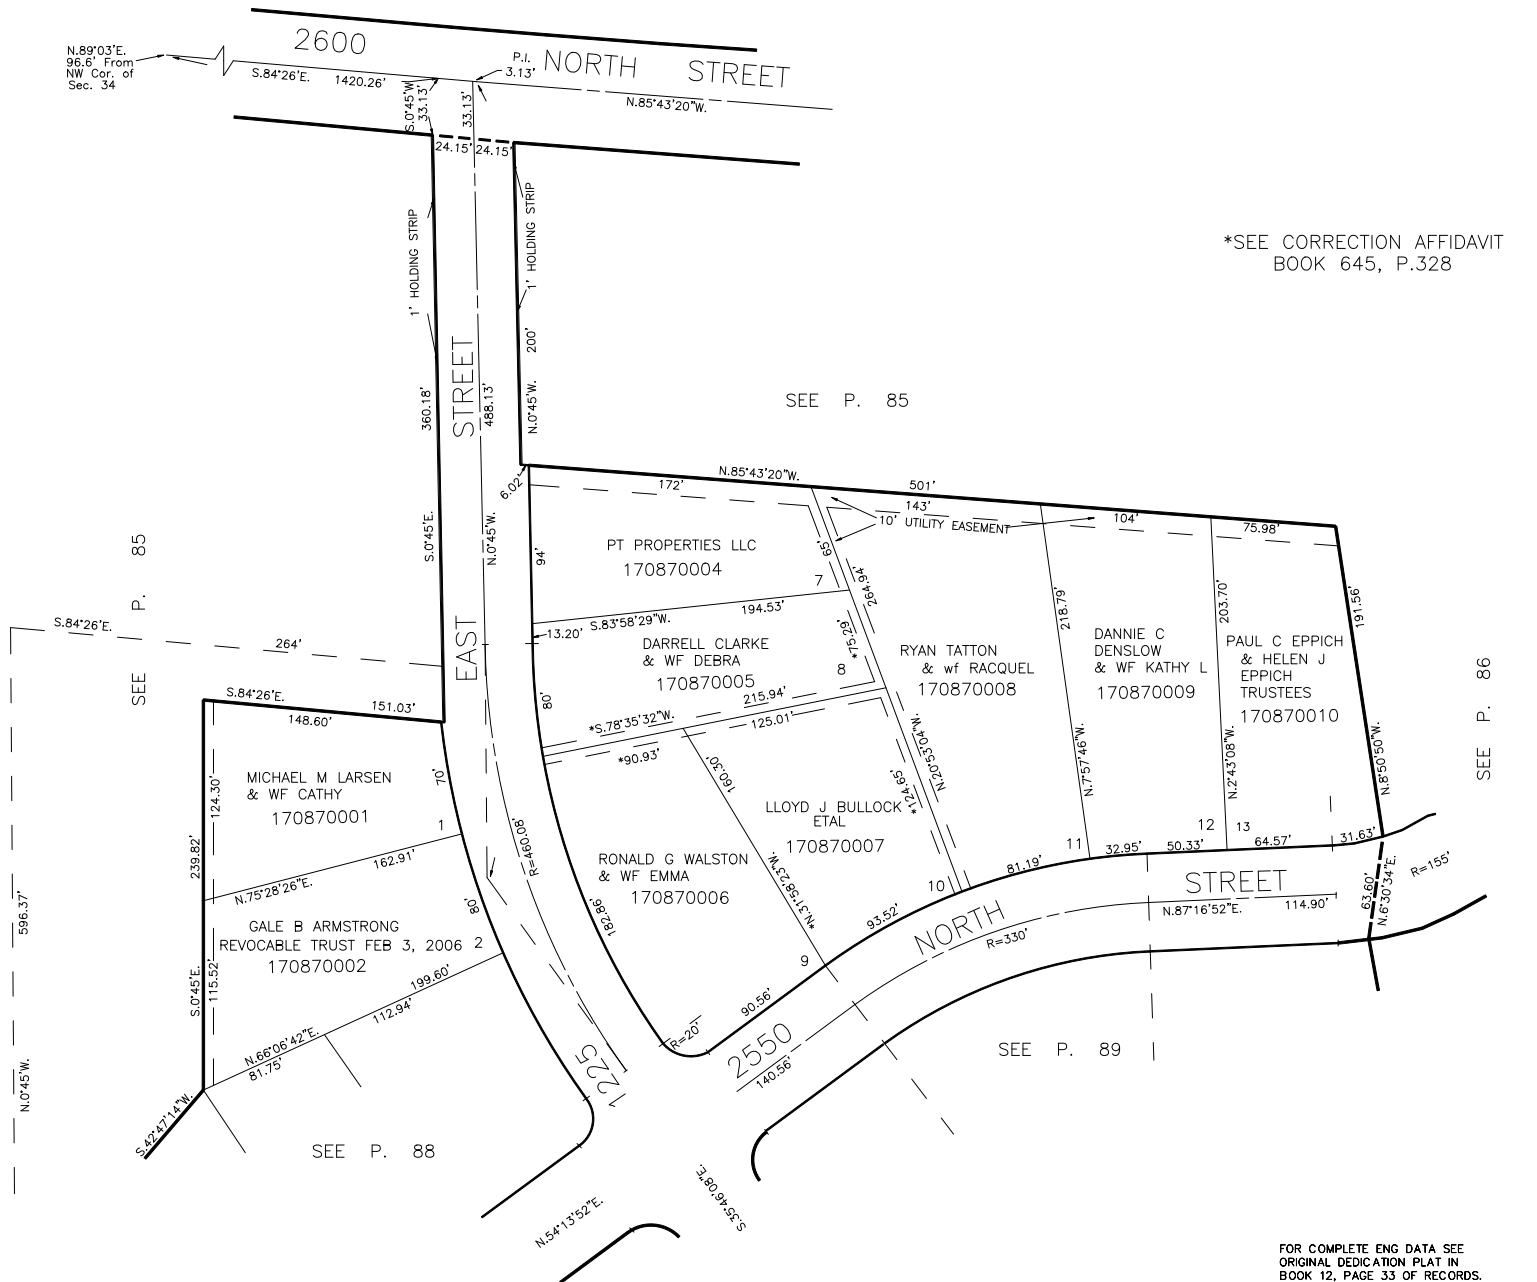 N.89°03'E.
96.6' From
NW Cor. of
Sec. 34
2600 NORTH STREET
S.84°26'E. 1420.26'
P.I.
3.13'
N.85°43'20"W.
S.0°45'W
33.13'
33.13'
24.15' 24.15'
1' HOLDING STRIP
1' HOLDING STRIP
*SEE CORRECTION AFFIDAVIT
BOOK 645, P.328
200'
N.0°45'W.
360.18'
S.0°45'E.
488.13'
N.0°45'W.
EAST STREET
SEE P. 85
SEE P. 85
6.02'
N.85°43'20"W.
501'
172'
143'
10' UTILITY EASEMENT
104'
75.98'
94'
PT PROPERTIES LLC
170870004
7
65'
264.94'
194.53'
S.83°58'29"W.
13.20'
DARRELL CLARKE
& WF DEBRA
170870005
8
*75.29'
80'
215.94'
*S.78°35'32"W.
125.01'
*90.93'
RYAN TATTON
& wf RACQUEL
170870008
N.20°53'04"W.
*124.65'
218.79'
N.7°57'46"W.
DANNIE C
DENSLOW
& WF KATHY L
170870009
203.70'
N.2°43'08"W.
PAUL C EPPICH
& HELEN J
EPPICH
TRUSTEES
170870010
191.56'
N.8°50'50"W.
SEE P. 86
S.84°26'E.
264'
S.84°26'E.
151.03'
148.60'
MICHAEL M LARSEN
& WF CATHY
170870001
1
70'
124.30'
239.82'
162.91'
N.75°28'26"E.
GALE B ARMSTRONG
REVOCABLE TRUST FEB 3, 2006
2
170870002
80'
115.52'
S.0°45'E.
199.60'
112.94'
N.66°06'42"E.
81.75'
596.37'
N.0°45'W.
S.42°47'14"W.
R=460.08'
182.86'
160.30'
*N.31°58'23"W.
LLOYD J BULLOCK
ETAL
170870007
RONALD G WALSTON
& WF EMMA
170870006
9
10
11
12
13
93.52'
81.19'
32.95'
50.33'
64.57'
31.63'
R=155'
63.60'
N.6°30'34"E.
2550 NORTH STREET
N.87°16'52"E.
114.90'
R=330'
90.56'
R=20'
140.56'
1225
SEE P. 89
SEE P. 88
N.54°13'52"E.
S.35°46'08"E.
FOR COMPLETE ENG DATA SEE
ORIGINAL DEDICATION PLAT IN
BOOK 12, PAGE 33 OF RECORDS.